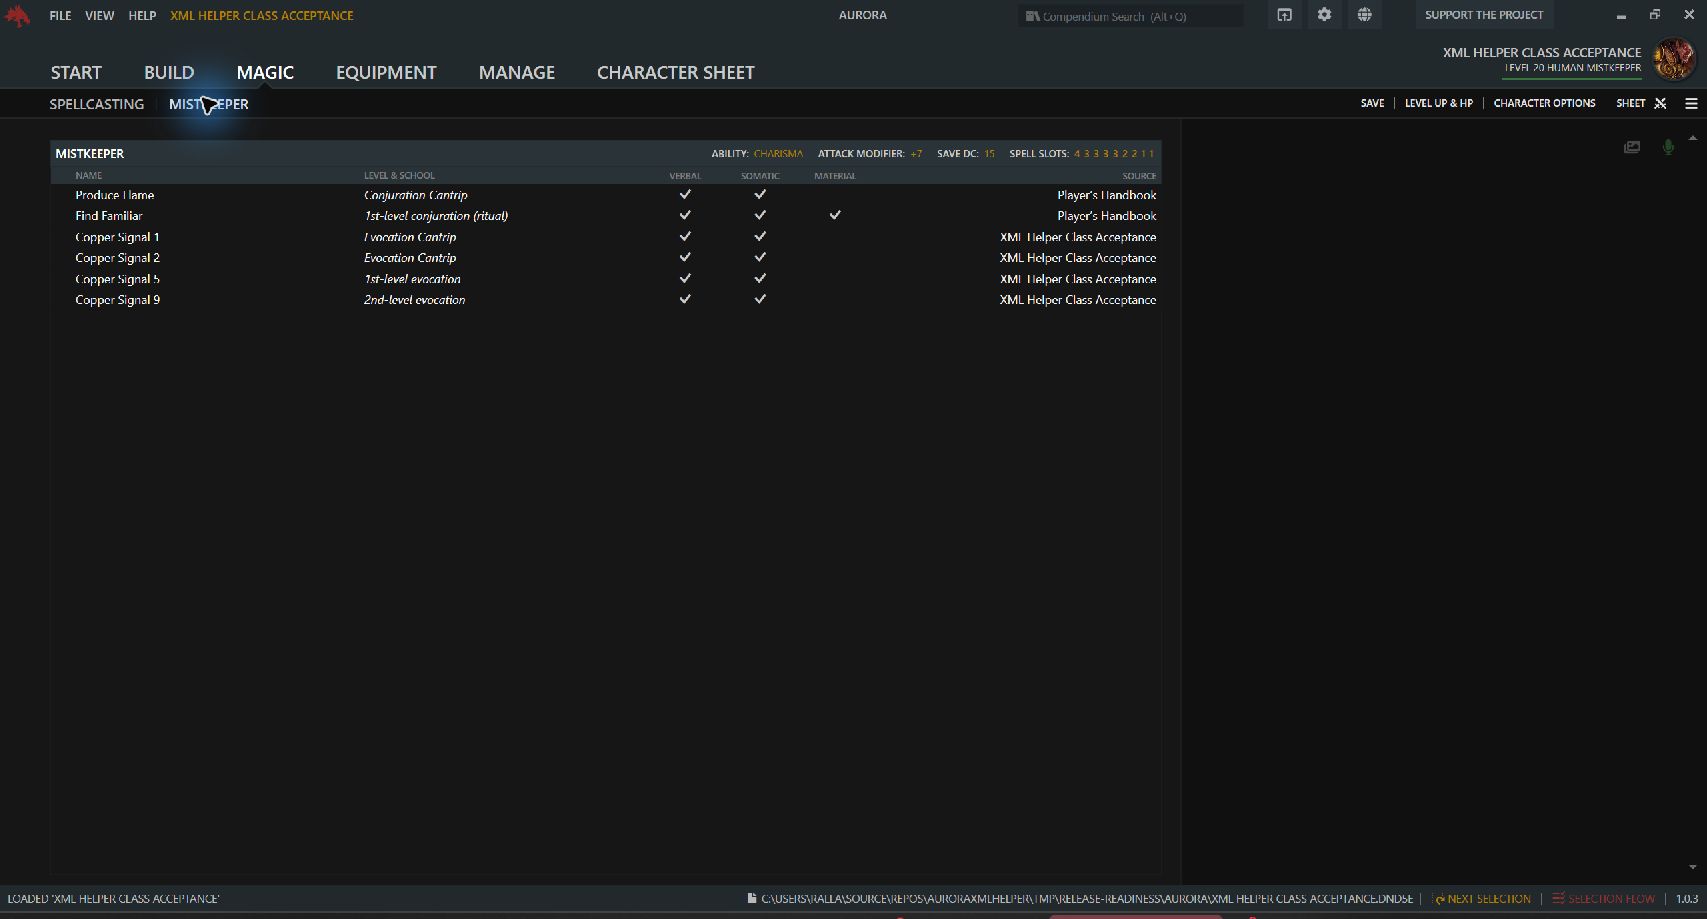 FILE VIEW HELP XML HELPER CLASS ACCEPTANCE AURORA Compendium Search (Alt+Q) SUPPORT THE PROJECT
XML HELPER CLASS ACCEPTANCE
LEVEL 20 HUMAN MISTKEEPER
START BUILD MAGIC EQUIPMENT MANAGE CHARACTER SHEET
SPELLCASTING MISTKEEPER SAVE LEVEL UP & HP CHARACTER OPTIONS SHEET
MISTKEEPER ABILITY: CHARISMA ATTACK MODIFIER: +7 SAVE DC: 15 SPELL SLOTS: 4 3 3 3 3 2 2 1 1
NAME LEVEL & SCHOOL VERBAL SOMATIC MATERIAL SOURCE
Produce Flame Conjuration Cantrip Player's Handbook
Find Familiar 1st-level conjuration (ritual) Player's Handbook
Copper Signal 1 Evocation Cantrip XML Helper Class Acceptance
Copper Signal 2 Evocation Cantrip XML Helper Class Acceptance
Copper Signal 5 1st-level evocation XML Helper Class Acceptance
Copper Signal 9 2nd-level evocation XML Helper Class Acceptance
LOADED 'XML HELPER CLASS ACCEPTANCE' C:\USERS\RALLA\SOURCE\REPOS\AURORAXMLHELPER\TMP\RELEASE-READINESS\AURORA\XML HELPER CLASS ACCEPTANCE.DND5E NEXT SELECTION SELECTION FLOW 1.0.3